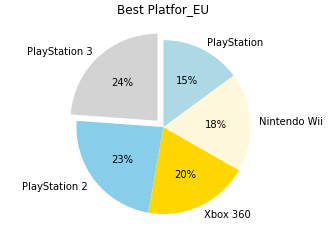 Best Platfor_EU
PlayStation
PlayStation 3
24%
15%
18%
Nintendo Wii
23%
20%
PlayStation 2
Xbox 360